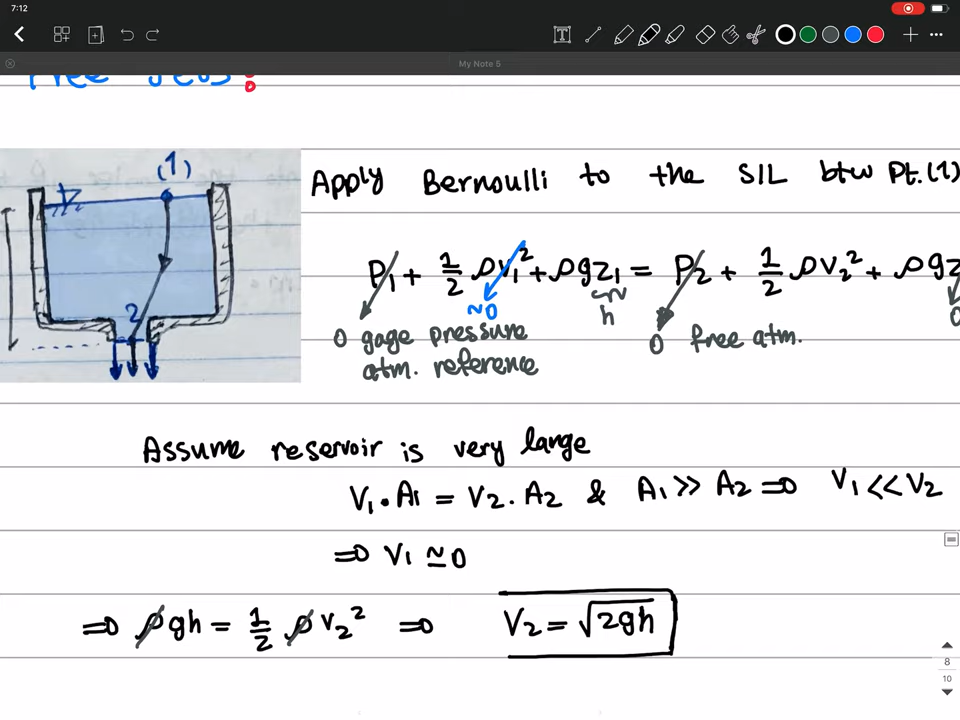 7:12
My Note 5
Free Jets:
(1)
2
Apply Bernoulli to the S/L btw Pt.(1)
P₁ + 1/2 ρV₁² + ρgz₁ = P₂ + 1/2 ρV₂² + ρgz
~0
h
0
0 gage pressure
0 free atm.
atm. reference
Assume reservoir is very large
V₁·A₁ = V₂·A₂ & A₁ >> A₂ ⇒ V₁ << V₂
⇒ V₁ ≃ 0
⇒ ρgh = 1/2 ρV₂² ⇒ V₂ = √2gh
8
10